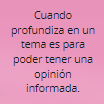 Cuando
profundiza en un
tema es para
poder tener una
opinión
informada.